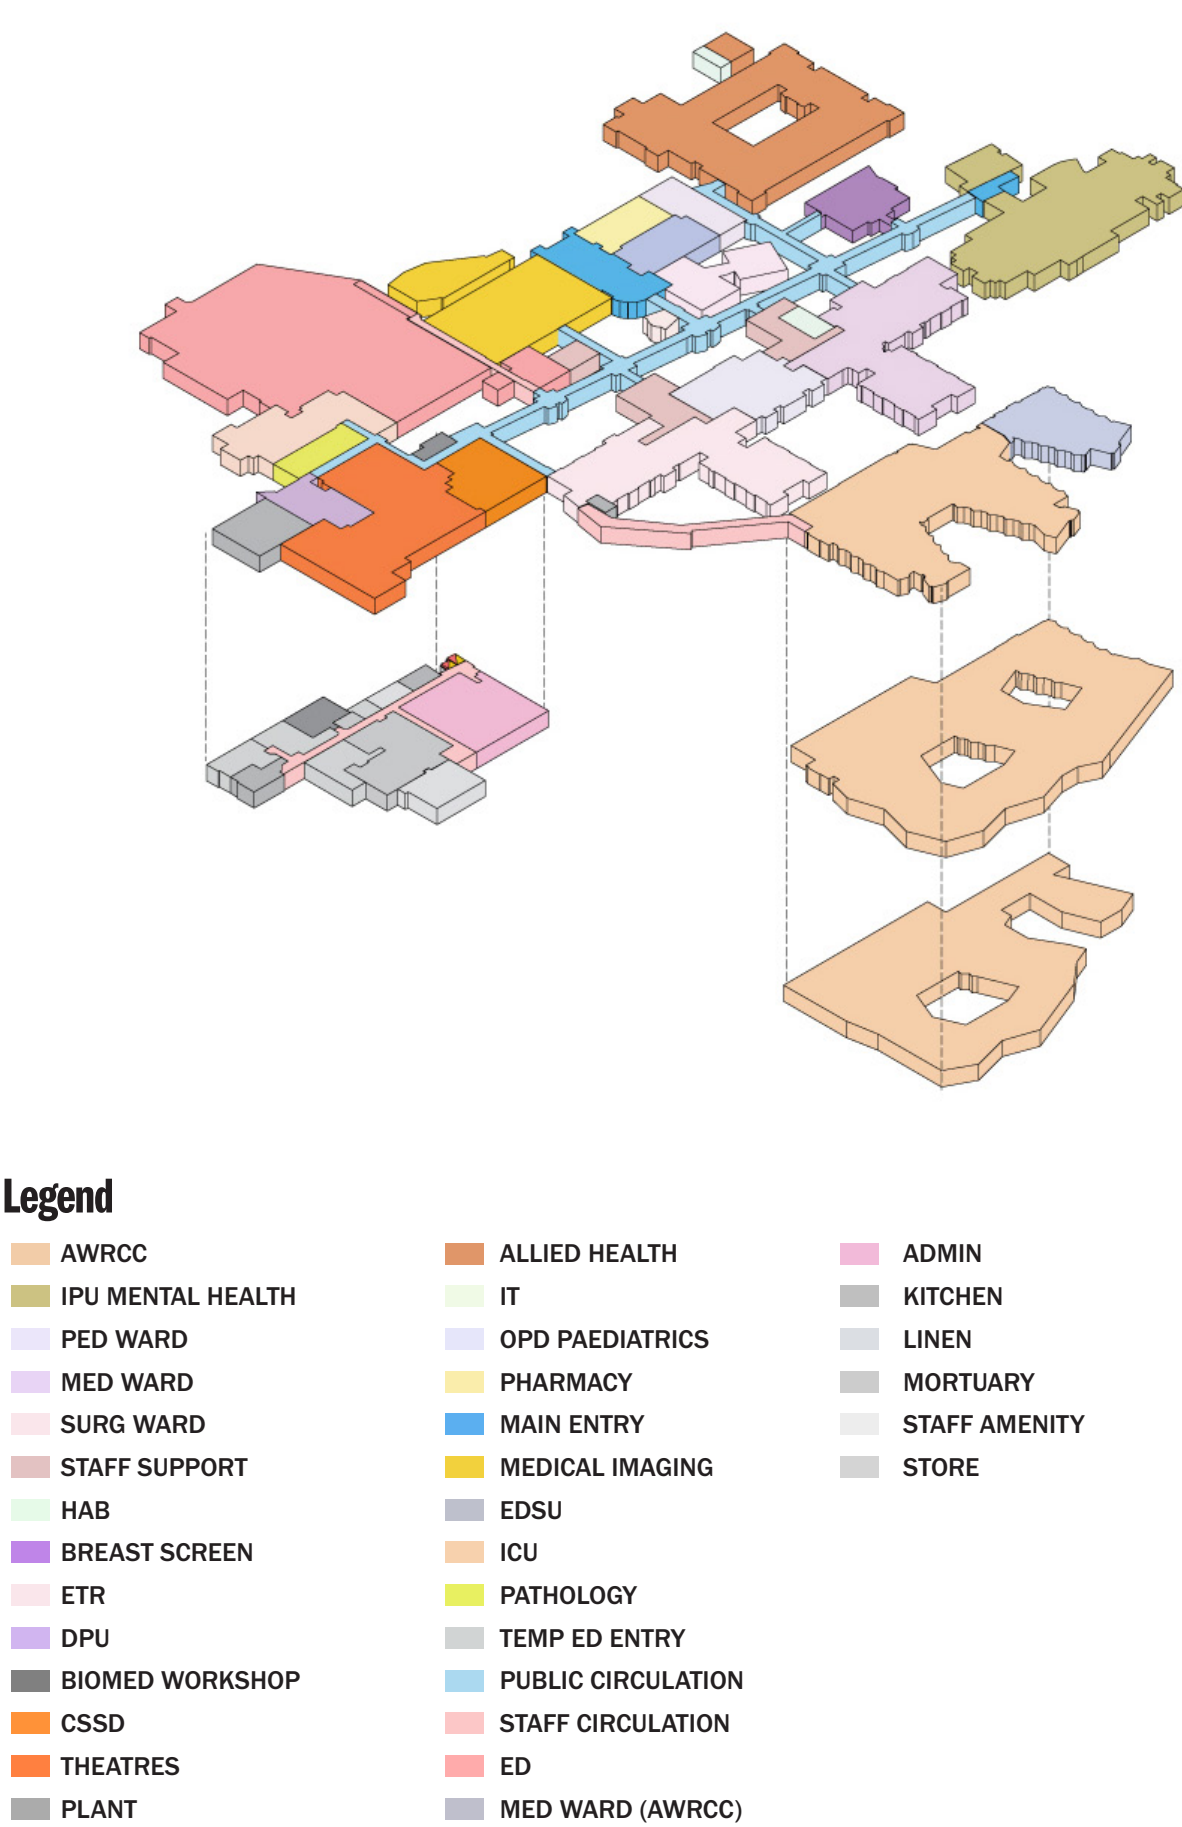 Legend
AWRCC
IPU MENTAL HEALTH
PED WARD
MED WARD
SURG WARD
STAFF SUPPORT
HAB
BREAST SCREEN
ETR
DPU
BIOMED WORKSHOP
CSSD
THEATRES
PLANT
ALLIED HEALTH
IT
OPD PAEDIATRICS
PHARMACY
MAIN ENTRY
MEDICAL IMAGING
EDSU
ICU
PATHOLOGY
TEMP ED ENTRY
PUBLIC CIRCULATION
STAFF CIRCULATION
ED
MED WARD (AWRCC)
ADMIN
KITCHEN
LINEN
MORTUARY
STAFF AMENITY
STORE